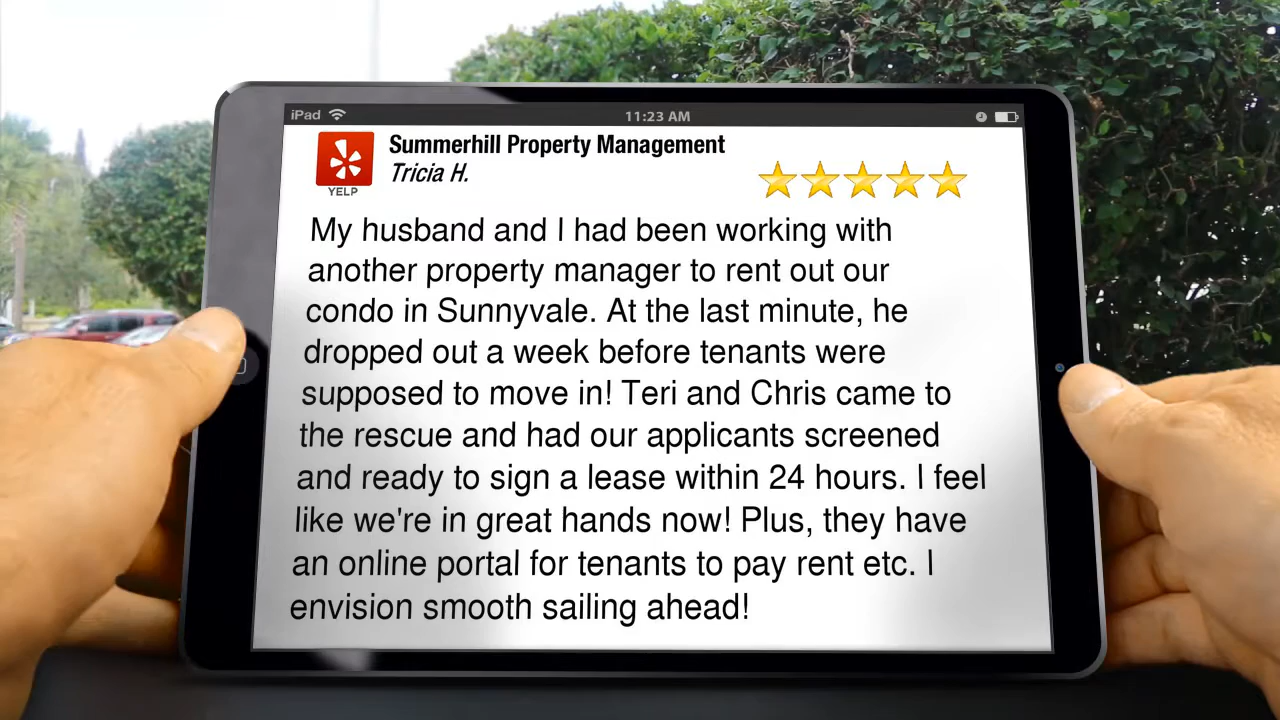 iPad 11:23 AM
Summerhill Property Management
Tricia H.
YELP
My husband and I had been working with
another property manager to rent out our
condo in Sunnyvale. At the last minute, he
dropped out a week before tenants were
supposed to move in! Teri and Chris came to
the rescue and had our applicants screened
and ready to sign a lease within 24 hours. I feel
like we're in great hands now! Plus, they have
an online portal for tenants to pay rent etc. I
envision smooth sailing ahead!